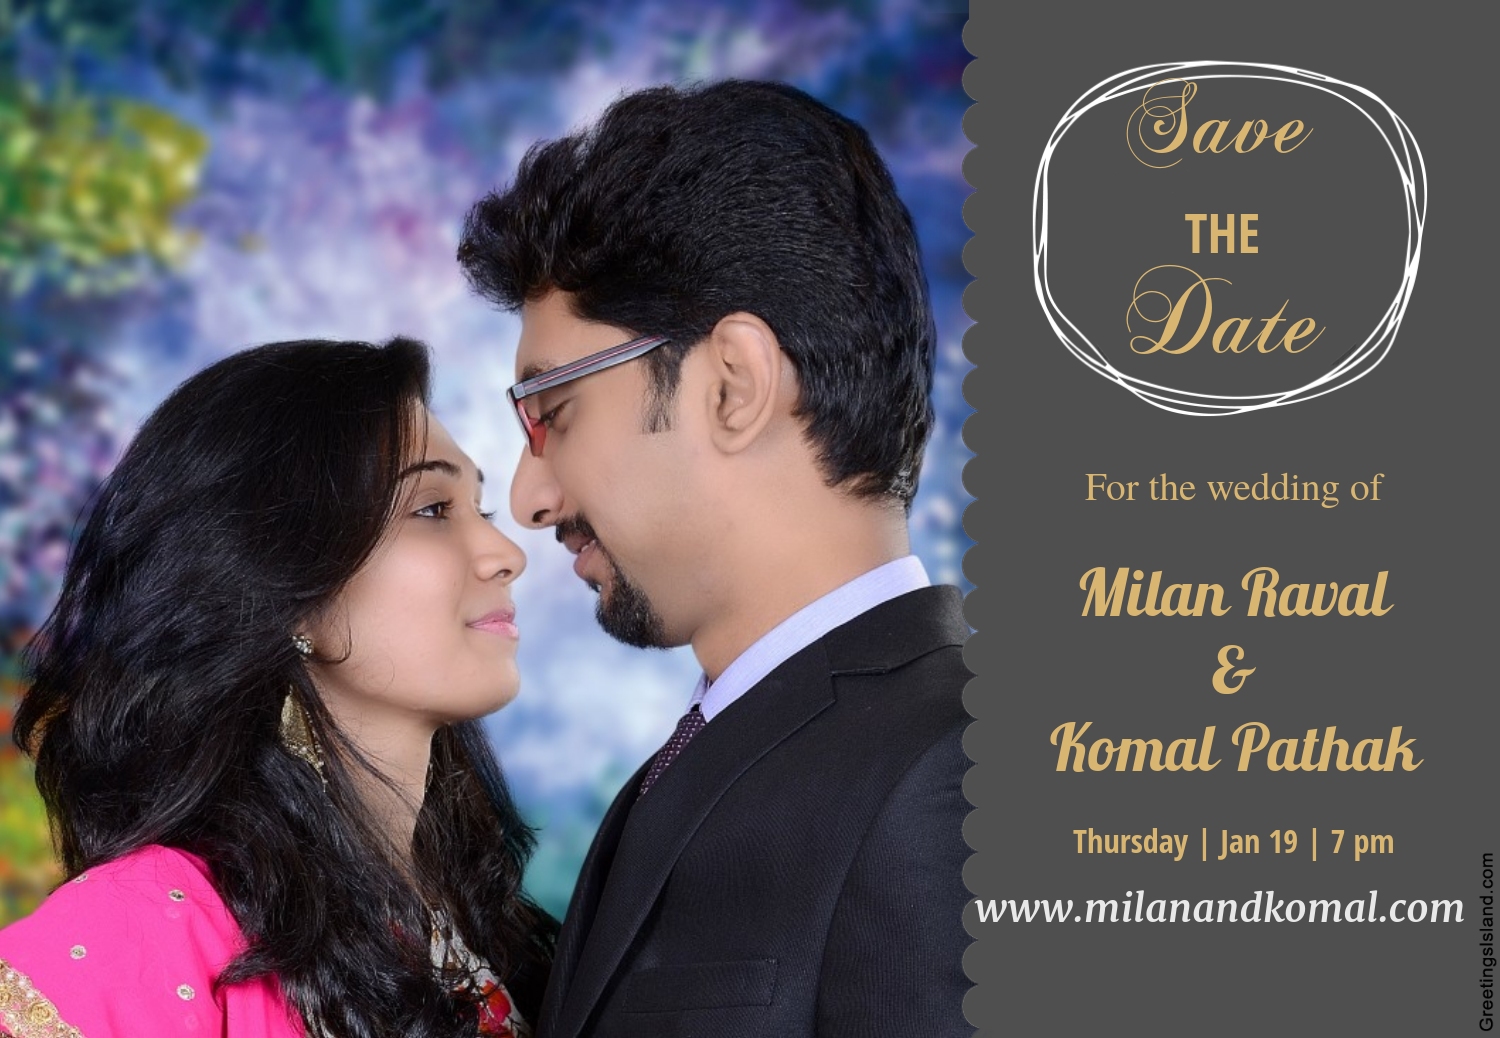 Save
THE
Date
For the wedding of
Milan Raval
&
Komal Pathak
Thursday | Jan 19 | 7 pm
www.milanandkomal.com
GreetingsIsland.com